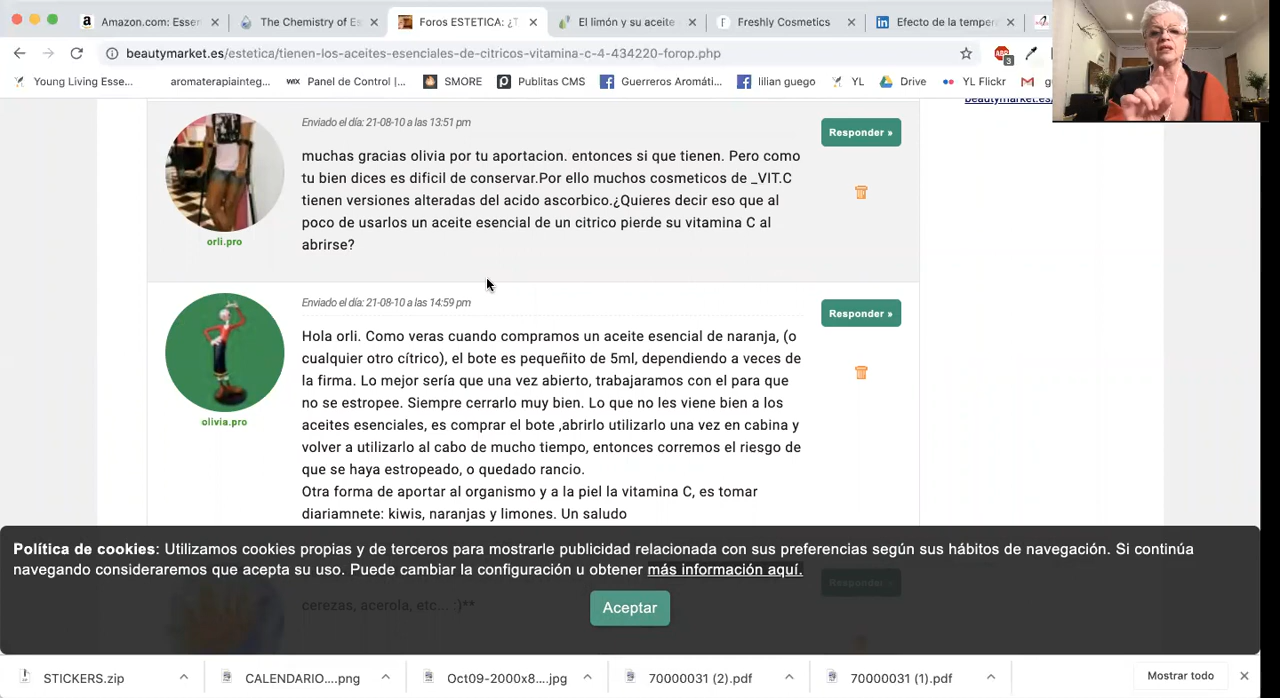 Amazon.com: Essen
The Chemistry of Es
Foros ESTETICA: ¿T
El limón y su aceite
Freshly Cosmetics
Efecto de la tempera
beautymarket.es/estetica/tienen-los-aceites-esenciales-de-citricos-vitamina-c-4-434220-forop.php
3
Young Living Esse...
aromaterapiainteg...
WIX Panel de Control |...
SMORE
Publitas CMS
Guerreros Aromáti...
lilian guego
YL
Drive
YL Flickr
beautymarket.es/
Enviado el día: 21-08-10 a las 13:51 pm
Responder »
muchas gracias olivia por tu aportacion. entonces si que tienen. Pero como
tu bien dices es dificil de conservar.Por ello muchos cosmeticos de _VIT.C
tienen versiones alteradas del acido ascorbico.¿Quieres decir eso que al
poco de usarlos un aceite esencial de un citrico pierde su vitamina C al
abrirse?
orli.pro
Enviado el día: 21-08-10 a las 14:59 pm
Responder »
Hola orli. Como veras cuando compramos un aceite esencial de naranja, (o
cualquier otro cítrico), el bote es pequeñito de 5ml, dependiendo a veces de
la firma. Lo mejor sería que una vez abierto, trabajaramos con el para que
no se estropee. Siempre cerrarlo muy bien. Lo que no les viene bien a los
aceites esenciales, es comprar el bote ,abrirlo utilizarlo una vez en cabina y
volver a utilizarlo al cabo de mucho tiempo, entonces corremos el riesgo de
que se haya estropeado, o quedado rancio.
Otra forma de aportar al organismo y a la piel la vitamina C, es tomar
diariamnete: kiwis, naranjas y limones. Un saludo
olivia.pro
Política de cookies: Utilizamos cookies propias y de terceros para mostrarle publicidad relacionada con sus preferencias según sus hábitos de navegación. Si continúa
navegando consideraremos que acepta su uso. Puede cambiar la configuración u obtener más información aquí.
Responder »
cerezas, acerola, etc... :)**
Aceptar
STICKERS.zip
CALENDARIO....png
Oct09-2000x8....jpg
70000031 (2).pdf
70000031 (1).pdf
Mostrar todo